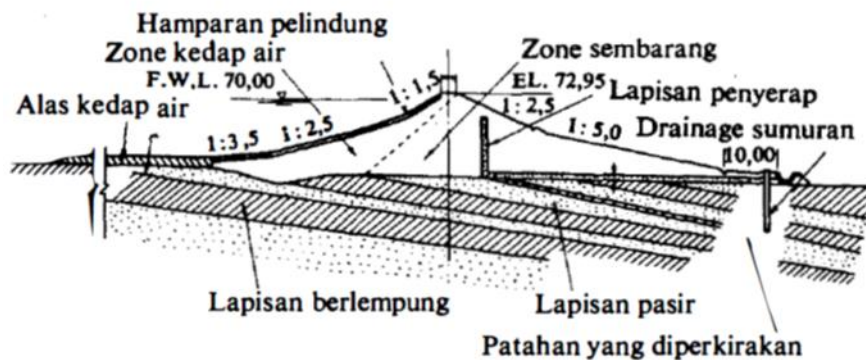 Hamparan pelindung
Zone kedap air
Zone sembarang
F.W.L. 70,00
1:1,5
EL. 72,95
1:2,5
Lapisan penyerap
Alas kedap air
1:3,5
1:2,5
1:5,0
Drainage sumuran
10,00
Lapisan berlempung
Lapisan pasir
Patahan yang diperkirakan